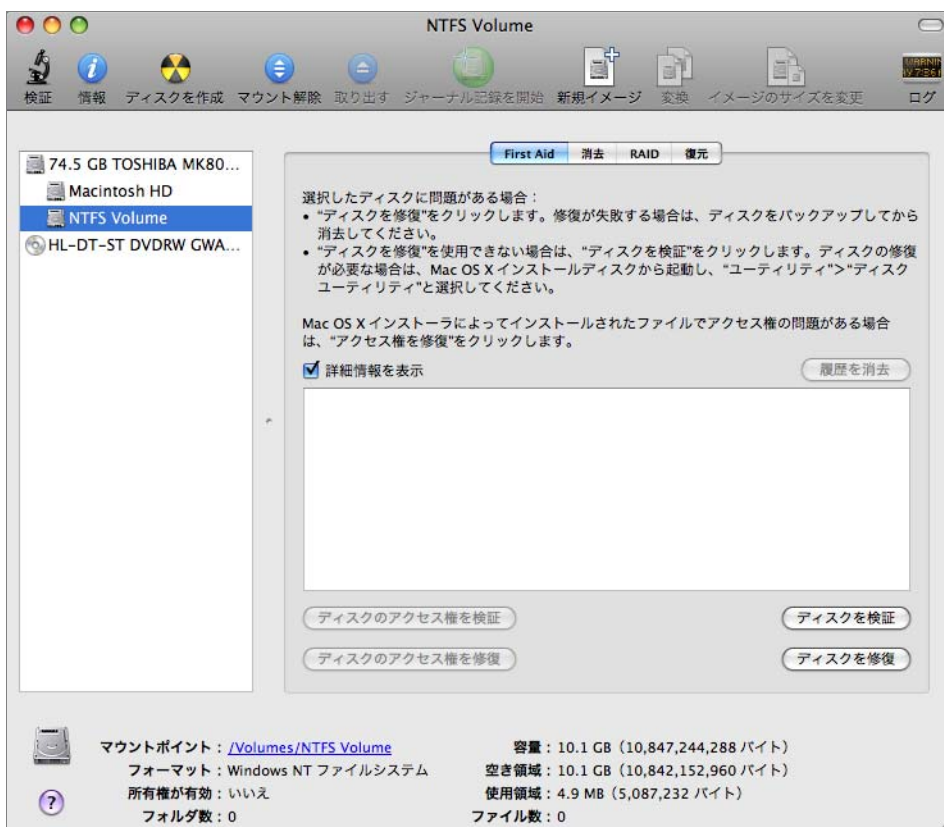 NTFS Volume
検証 情報 ディスクを作成 マウント解除 取り出す ジャーナル記録を開始 新規イメージ 変換 イメージのサイズを変更 ログ
74.5 GB TOSHIBA MK80...
Macintosh HD
NTFS Volume
HL-DT-ST DVDRW GWA...
First Aid 消去 RAID 復元
選択したディスクに問題がある場合：
• “ディスクを修復”をクリックします。修復が失敗する場合は、ディスクをバックアップしてから
消去してください。
• “ディスクを修復”を使用できない場合は、“ディスクを検証”をクリックします。ディスクの修復
が必要な場合は、Mac OS X インストールディスクから起動し、“ユーティリティ”>“ディスク
ユーティリティ”と選択してください。
Mac OS X インストーラによってインストールされたファイルでアクセス権の問題がある場合
は、“アクセス権を修復”をクリックします。
詳細情報を表示 履歴を消去
ディスクのアクセス権を検証 ディスクを検証
ディスクのアクセス権を修復 ディスクを修復
マウントポイント：/Volumes/NTFS Volume 容量：10.1 GB（10,847,244,288 バイト）
フォーマット：Windows NT ファイルシステム 空き領域：10.1 GB（10,842,152,960 バイト）
所有権が有効：いいえ 使用領域：4.9 MB（5,087,232 バイト）
フォルダ数：0 ファイル数：0